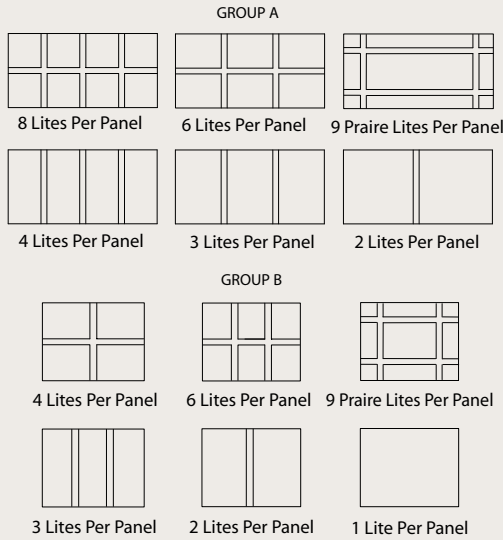 GROUP A
8 Lites Per Panel
6 Lites Per Panel
9 Praire Lites Per Panel
4 Lites Per Panel
3 Lites Per Panel
2 Lites Per Panel
GROUP B
4 Lites Per Panel
6 Lites Per Panel
9 Praire Lites Per Panel
3 Lites Per Panel
2 Lites Per Panel
1 Lite Per Panel